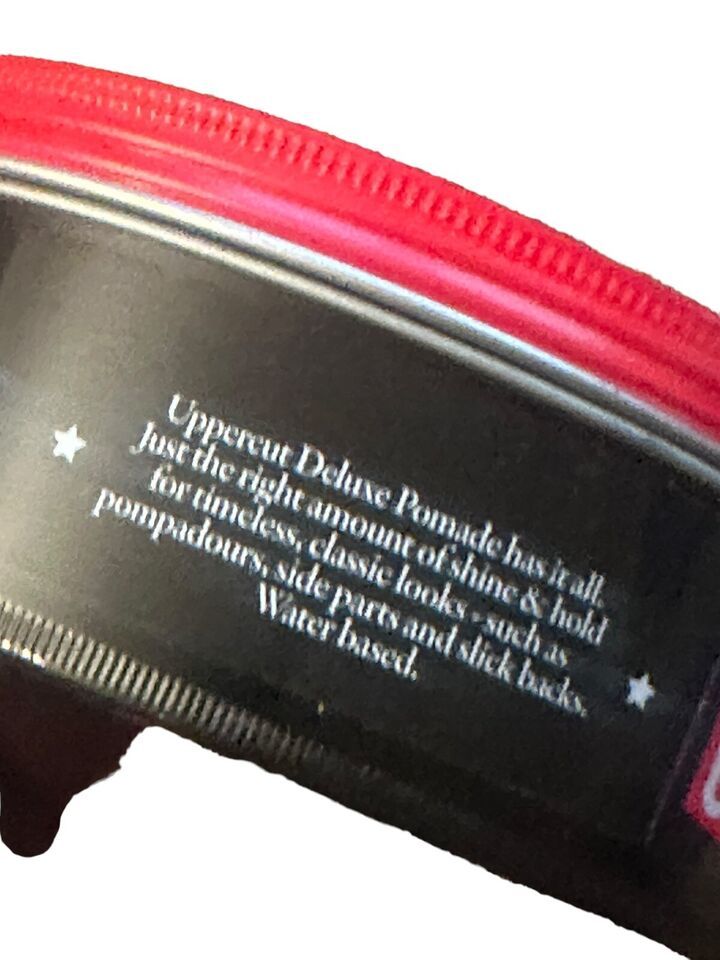 Uppercut Deluxe Pomade has it all.
Just the right amount of shine & hold
for timeless, classic looks - such as
pompadours, side parts and slick backs.
Water based.